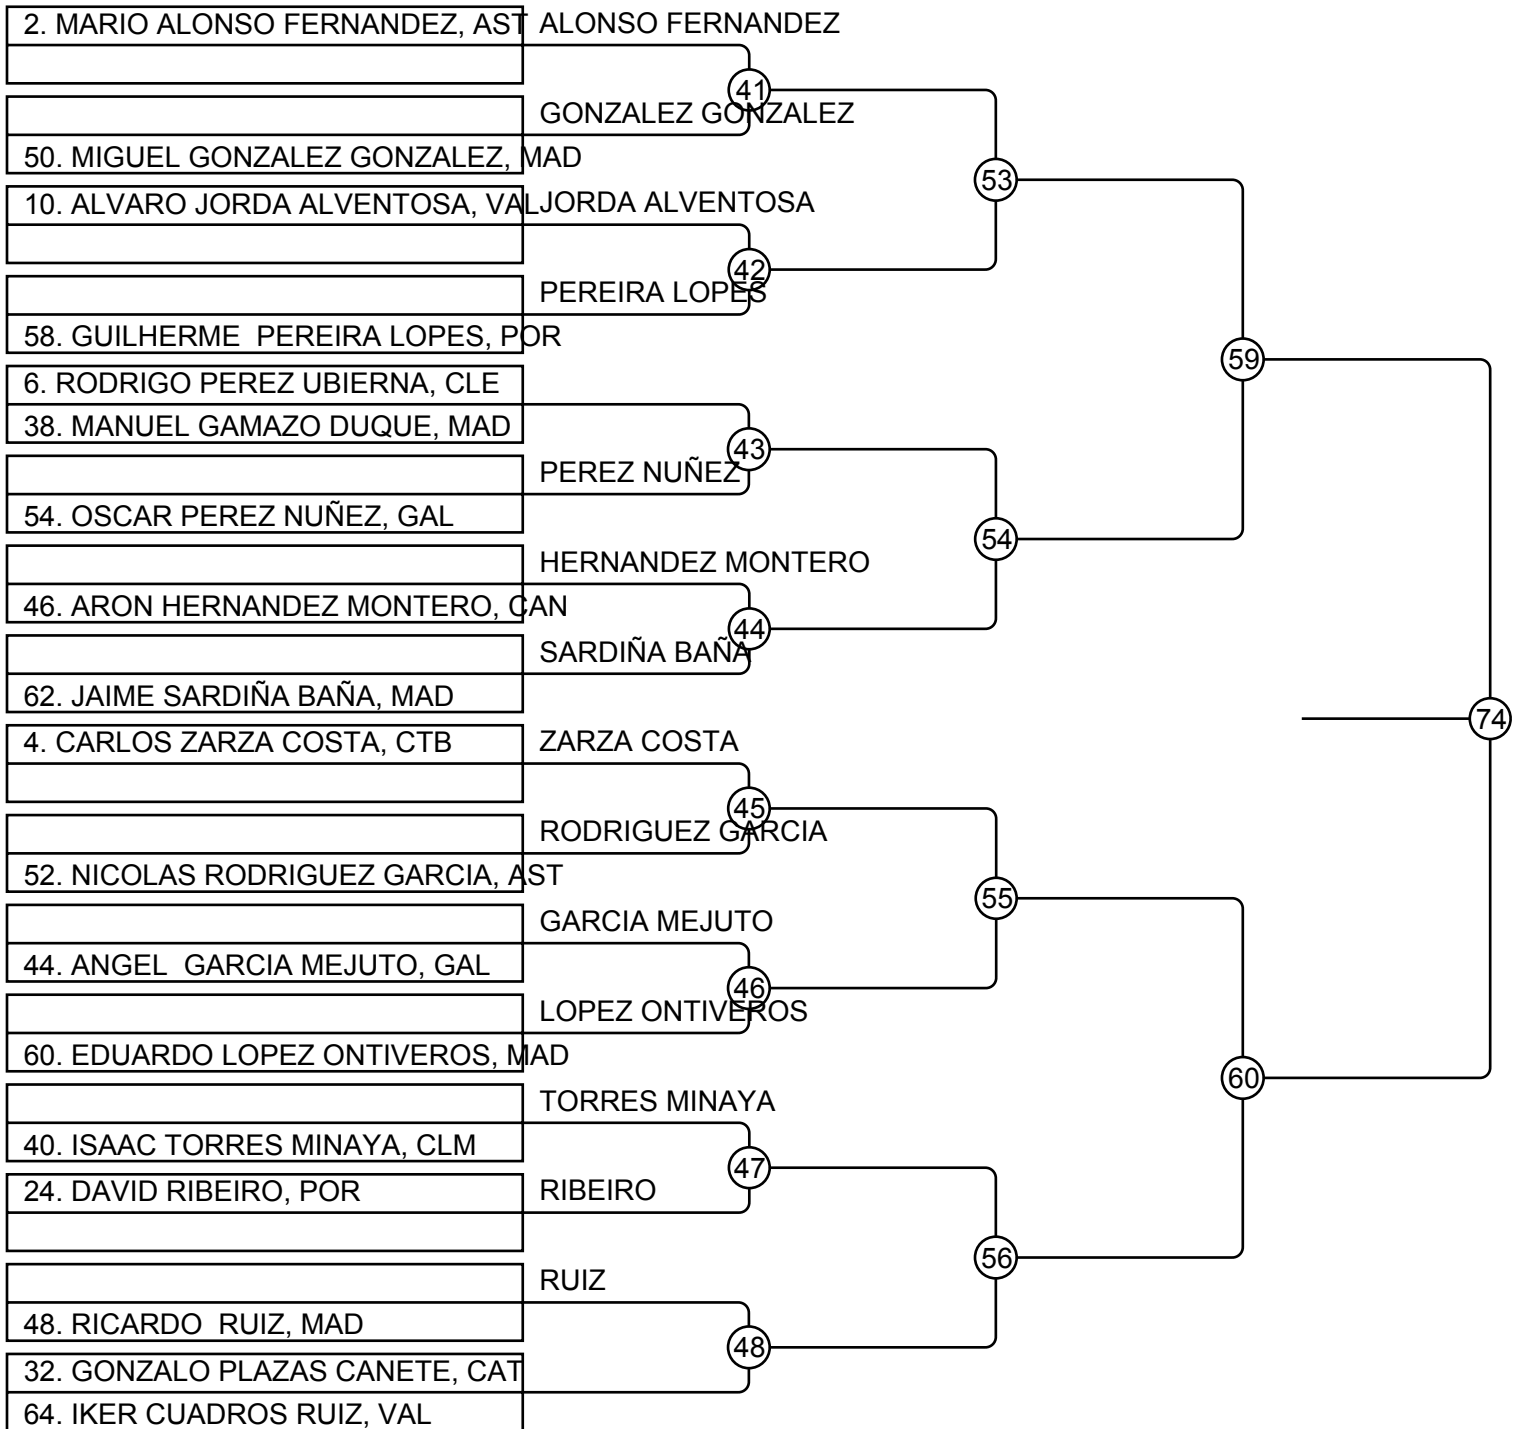 2. MARIO ALONSO FERNANDEZ, AST ALONSO FERNANDEZ
41
GONZALEZ GONZALEZ
50. MIGUEL GONZALEZ GONZALEZ, MAD
53
10. ALVARO JORDA ALVENTOSA, VAL JORDA ALVENTOSA
42
PEREIRA LOPES
58. GUILHERME  PEREIRA LOPES, POR
59
6. RODRIGO PEREZ UBIERNA, CLE
38. MANUEL GAMAZO DUQUE, MAD
43
PEREZ NUÑEZ
54. OSCAR PEREZ NUÑEZ, GAL
54
HERNANDEZ MONTERO
46. ARON HERNANDEZ MONTERO, CAN
44
SARDIÑA BAÑA
62. JAIME SARDIÑA BAÑA, MAD
74
4. CARLOS ZARZA COSTA, CTB ZARZA COSTA
45
RODRIGUEZ GARCIA
52. NICOLAS RODRIGUEZ GARCIA, AST
55
GARCIA MEJUTO
44. ANGEL  GARCIA MEJUTO, GAL
46
LOPEZ ONTIVEROS
60. EDUARDO LOPEZ ONTIVEROS, MAD
60
TORRES MINAYA
40. ISAAC TORRES MINAYA, CLM
47
24. DAVID RIBEIRO, POR RIBEIRO
56
RUIZ
48. RICARDO  RUIZ, MAD
48
32. GONZALO PLAZAS CANETE, CAT
64. IKER CUADROS RUIZ, VAL